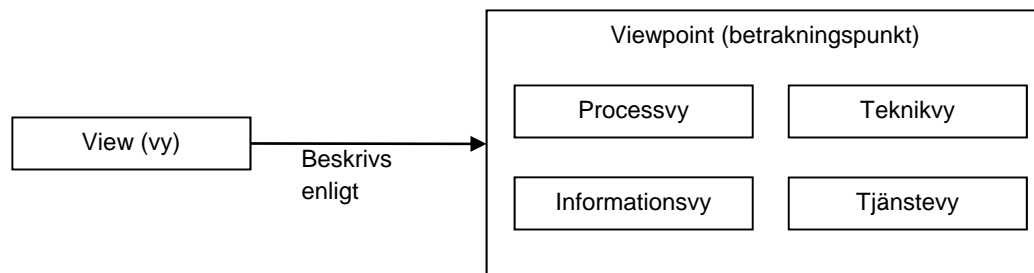 Viewpoint (betrakningspunkt)
Processvy
Teknikvy
View (vy)
Beskrivs
enligt
Informationsvy
Tjänstevy